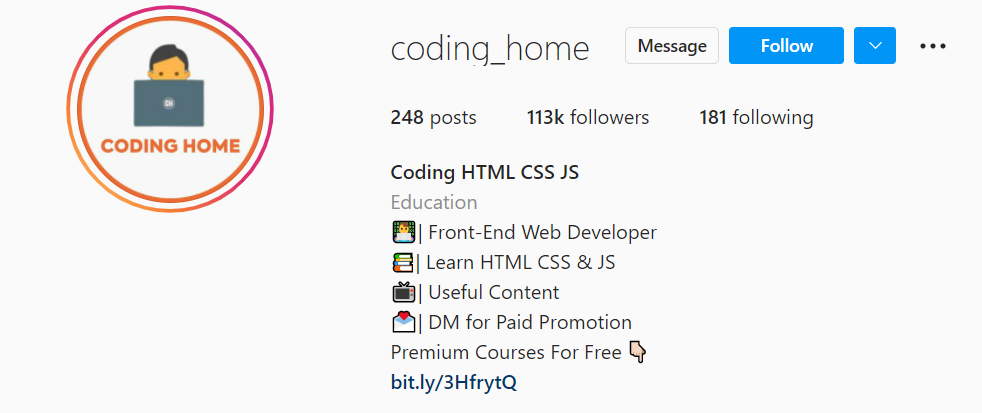 coding_home Message Follow
248 posts 113k followers 181 following
CH
CODING HOME
Coding HTML CSS JS
Education
| Front-End Web Developer
| Learn HTML CSS & JS
| Useful Content
| DM for Paid Promotion
Premium Courses For Free 👇🏻
bit.ly/3HfrytQ